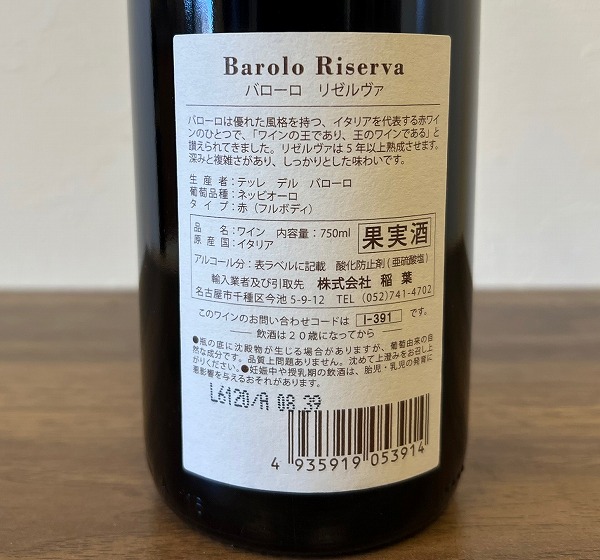 Barolo Riserva
バローロ リゼルヴァ
バローロは優れた風格を持つ、イタリアを代表する赤ワイ
ンのひとつで、「ワインの王であり、王のワインである」と
讃えられてきました。リゼルヴァは5年以上熟成させます。
深みと複雑さがあり、しっかりとした味わいです。
生産者：テッレ デル バローロ
葡萄品種：ネッビオーロ
タイプ：赤（フルボディ）
品名：ワイン 内容量：750ml
原産国：イタリア
果実酒
アルコール分：表ラベルに記載 酸化防止剤(亜硫酸塩)
輸入業者及び引取先 株式会社 稲葉
名古屋市千種区今池5-9-12 TEL (052)741-4702
このワインのお問い合わせコードは I-391 です。
飲酒は20歳になってから
●瓶の底に沈殿物が生じる場合がありますが、葡萄由来の自
然な成分です。品質上問題ありません。沈めて上澄みをお召し上
がりください。●妊娠中や授乳期の飲酒は、胎児・乳児の発育に
悪影響を与えるおそれがあります。
L6120/A 08 39
4 935919 053914